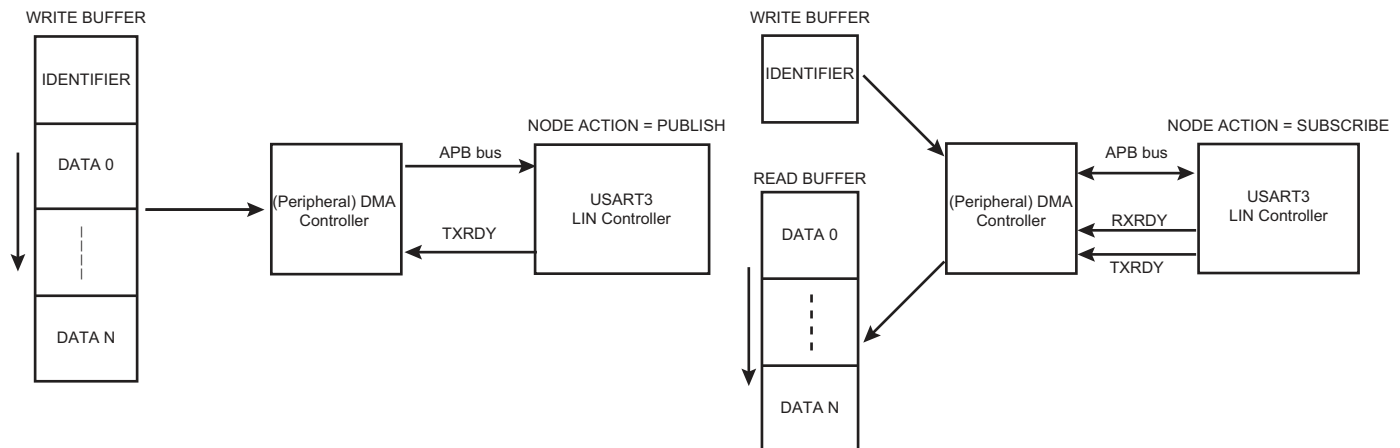 WRITE BUFFER
IDENTIFIER
DATA 0
DATA N
(Peripheral) DMA
Controller
APB bus
TXRDY
NODE ACTION = PUBLISH
USART3
LIN Controller
WRITE BUFFER
IDENTIFIER
READ BUFFER
DATA 0
DATA N
(Peripheral) DMA
Controller
APB bus
RXRDY
TXRDY
NODE ACTION = SUBSCRIBE
USART3
LIN Controller